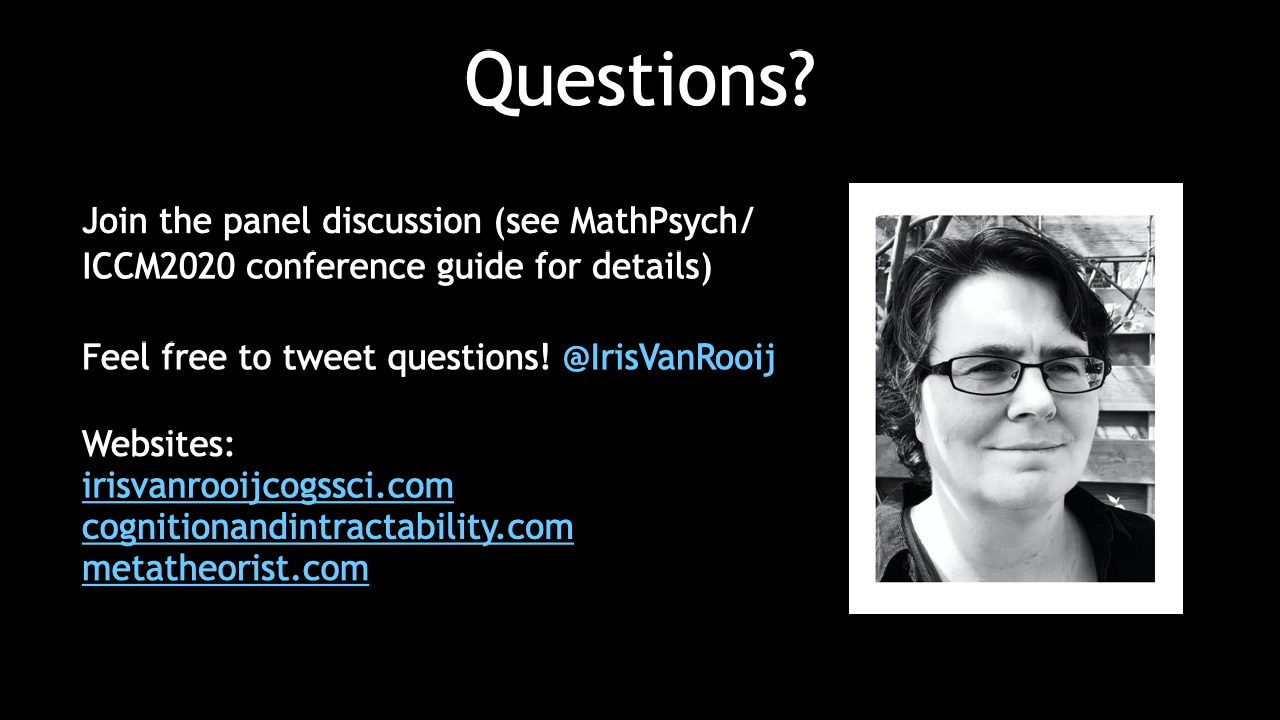 Questions?
Join the panel discussion (see MathPsych/
ICCM2020 conference guide for details)
Feel free to tweet questions! @IrisVanRooij
Websites:
irisvanrooijcogssci.com
cognitionandintractability.com
metatheorist.com